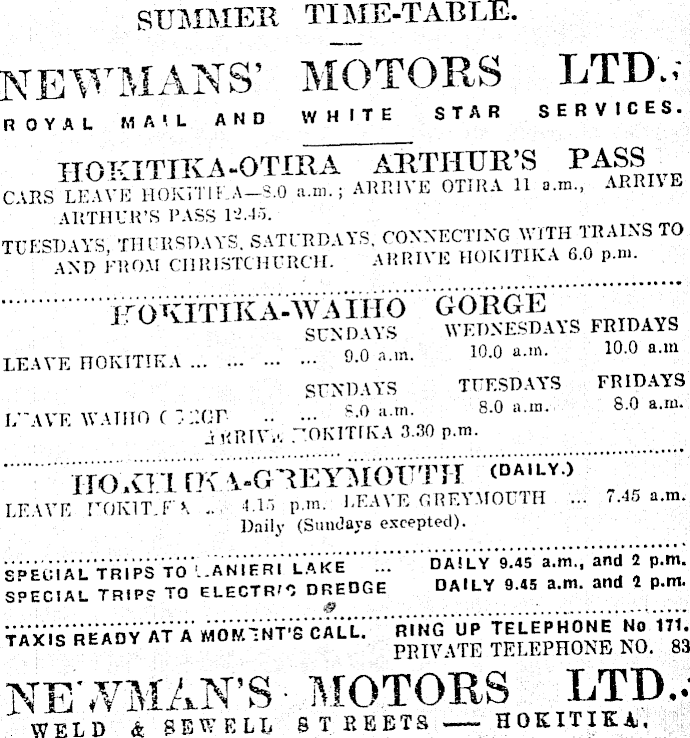 SUMMER TIME-TABLE.
NEWMANS' MOTORS LTD.;
ROYAL MAIL AND WHITE STAR SERVICES.
HOKITIKA-OTIRA ARTHUR'S PASS
CARS LEAVE HOKITIKA—8.0 a.m.; ARRIVE OTIRA 11 a.m., ARRIVE
ARTHUR'S PASS 12.45.
TUESDAYS, THURSDAYS, SATURDAYS, CONNECTING WITH TRAINS TO
AND FROM CHRISTCHURCH. ARRIVE HOKITIKA 6.0 p.m.
HOKITIKA-WAIHO GORGE
SUNDAYS WEDNESDAYS FRIDAYS
LEAVE HOKITIKA ... ... ... ... 9.0 a.m. 10.0 a.m. 10.0 a.m
SUNDAYS TUESDAYS FRIDAYS
LEAVE WAIHO GORGE .. ... 8.0 a.m. 8.0 a.m. 8.0 a.m.
ARRIVE HOKITIKA 3.30 p.m.
HOKITIKA-GREYMOUTH (DAILY.)
LEAVE HOKITIKA ... 4.15 p.m. LEAVE GREYMOUTH ... 7.45 a.m.
Daily (Sundays excepted).
SPECIAL TRIPS TO LANIERI LAKE ... DAILY 9.45 a.m., and 2 p.m.
SPECIAL TRIPS TO ELECTRIC DREDGE DAILY 9.45 a.m. and 2 p.m.
TAXIS READY AT A MOMENT'S CALL. RING UP TELEPHONE No 171.
PRIVATE TELEPHONE NO. 83
NEWMAN'S MOTORS LTD.:
WELD & SEWELL STREETS — HOKITIKA.